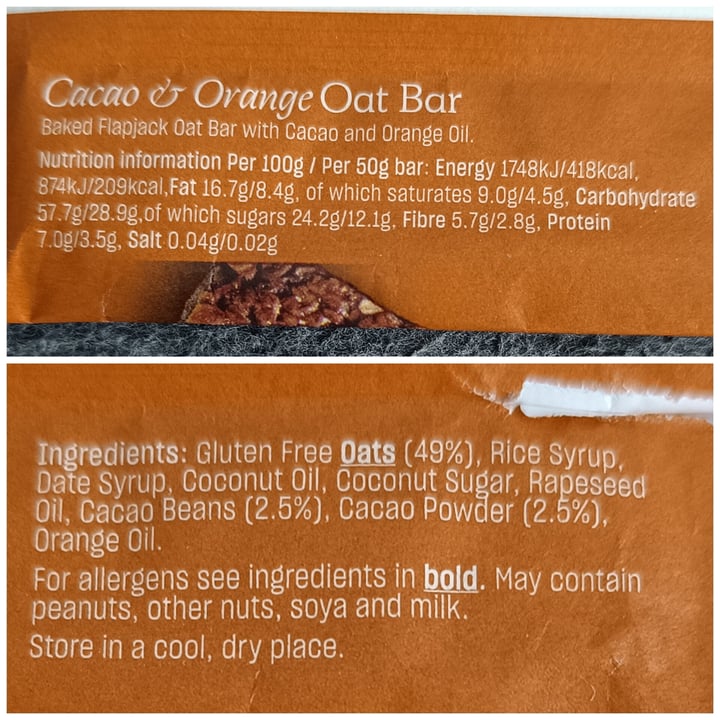 Cacao & Orange Oat Bar
Baked Flapjack Oat Bar with Cacao and Orange Oil.
Nutrition information Per 100g / Per 50g bar: Energy 1748kJ/418kcal,
874kJ/209kcal,Fat 16.7g/8.4g, of which saturates 9.0g/4.5g, Carbohydrate
57.7g/28.9g,of which sugars 24.2g/12.1g, Fibre 5.7g/2.8g, Protein
7.0g/3.5g, Salt 0.04g/0.02g
Ingredients: Gluten Free Oats (49%), Rice Syrup,
Date Syrup, Coconut Oil, Coconut Sugar, Rapeseed
Oil, Cacao Beans (2.5%), Cacao Powder (2.5%),
Orange Oil.
For allergens see ingredients in bold. May contain
peanuts, other nuts, soya and milk.
Store in a cool, dry place.